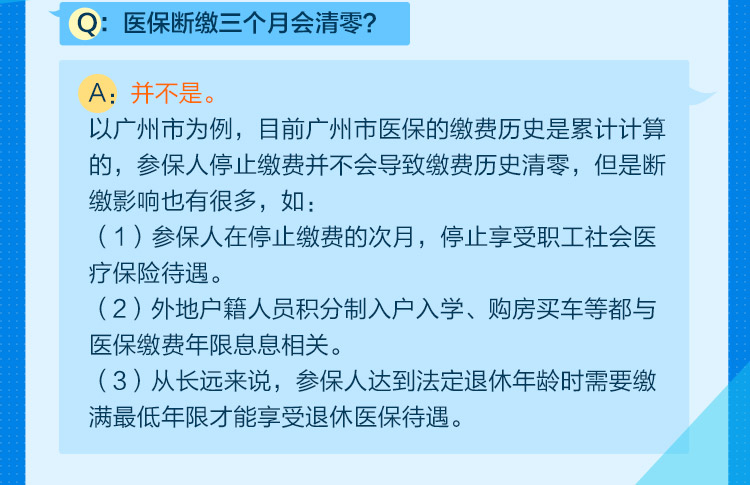 Q：医保断缴三个月会清零？
A：并不是。
以广州市为例，目前广州市医保的缴费历史是累计计算
的，参保人停止缴费并不会导致缴费历史清零，但是断
缴影响也有很多，如：
（1）参保人在停止缴费的次月，停止享受职工社会医
疗保险待遇。
（2）外地户籍人员积分制入户入学、购房买车等都与
医保缴费年限息息相关。
（3）从长远来说，参保人达到法定退休年龄时需要缴
满最低年限才能享受退休医保待遇。